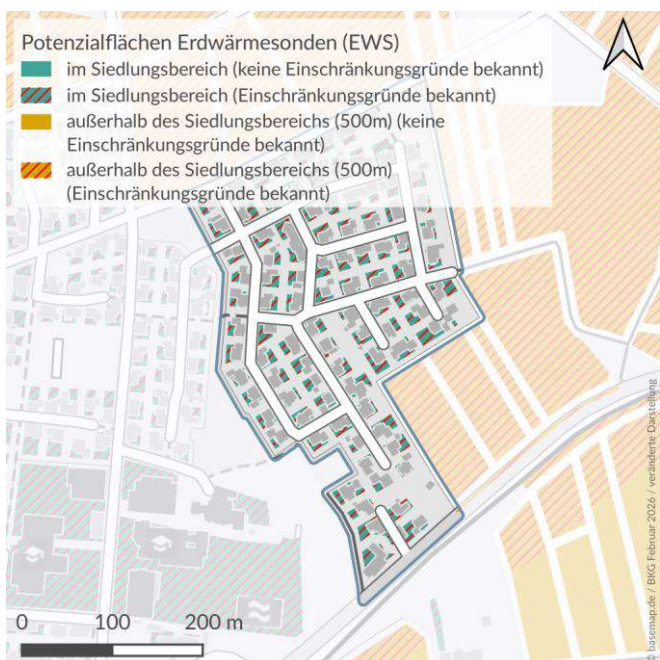 Potenzialflächen Erdwärmesonden (EWS)
im Siedlungsbereich (keine Einschränkungsgründe bekannt)
im Siedlungsbereich (Einschränkungsgründe bekannt)
außerhalb des Siedlungsbereichs (500m) (keine
Einschränkungsgründe bekannt)
außerhalb des Siedlungsbereichs (500m)
(Einschränkungsgründe bekannt)
0 100 200 m
© basemap.de / BKG Februar 2026 / veränderte Darstellung